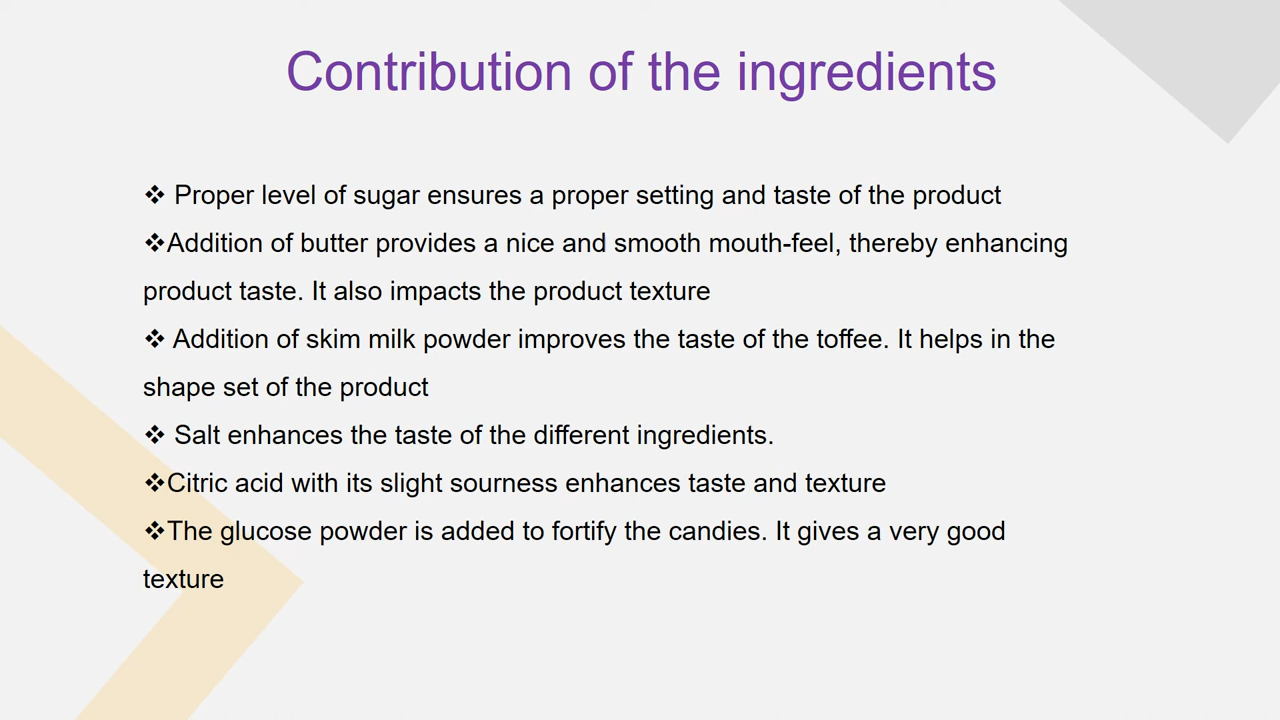 Contribution of the ingredients
❖ Proper level of sugar ensures a proper setting and taste of the product
❖Addition of butter provides a nice and smooth mouth-feel, thereby enhancing
product taste. It also impacts the product texture
❖ Addition of skim milk powder improves the taste of the toffee. It helps in the
shape set of the product
❖ Salt enhances the taste of the different ingredients.
❖Citric acid with its slight sourness enhances taste and texture
❖The glucose powder is added to fortify the candies. It gives a very good
texture